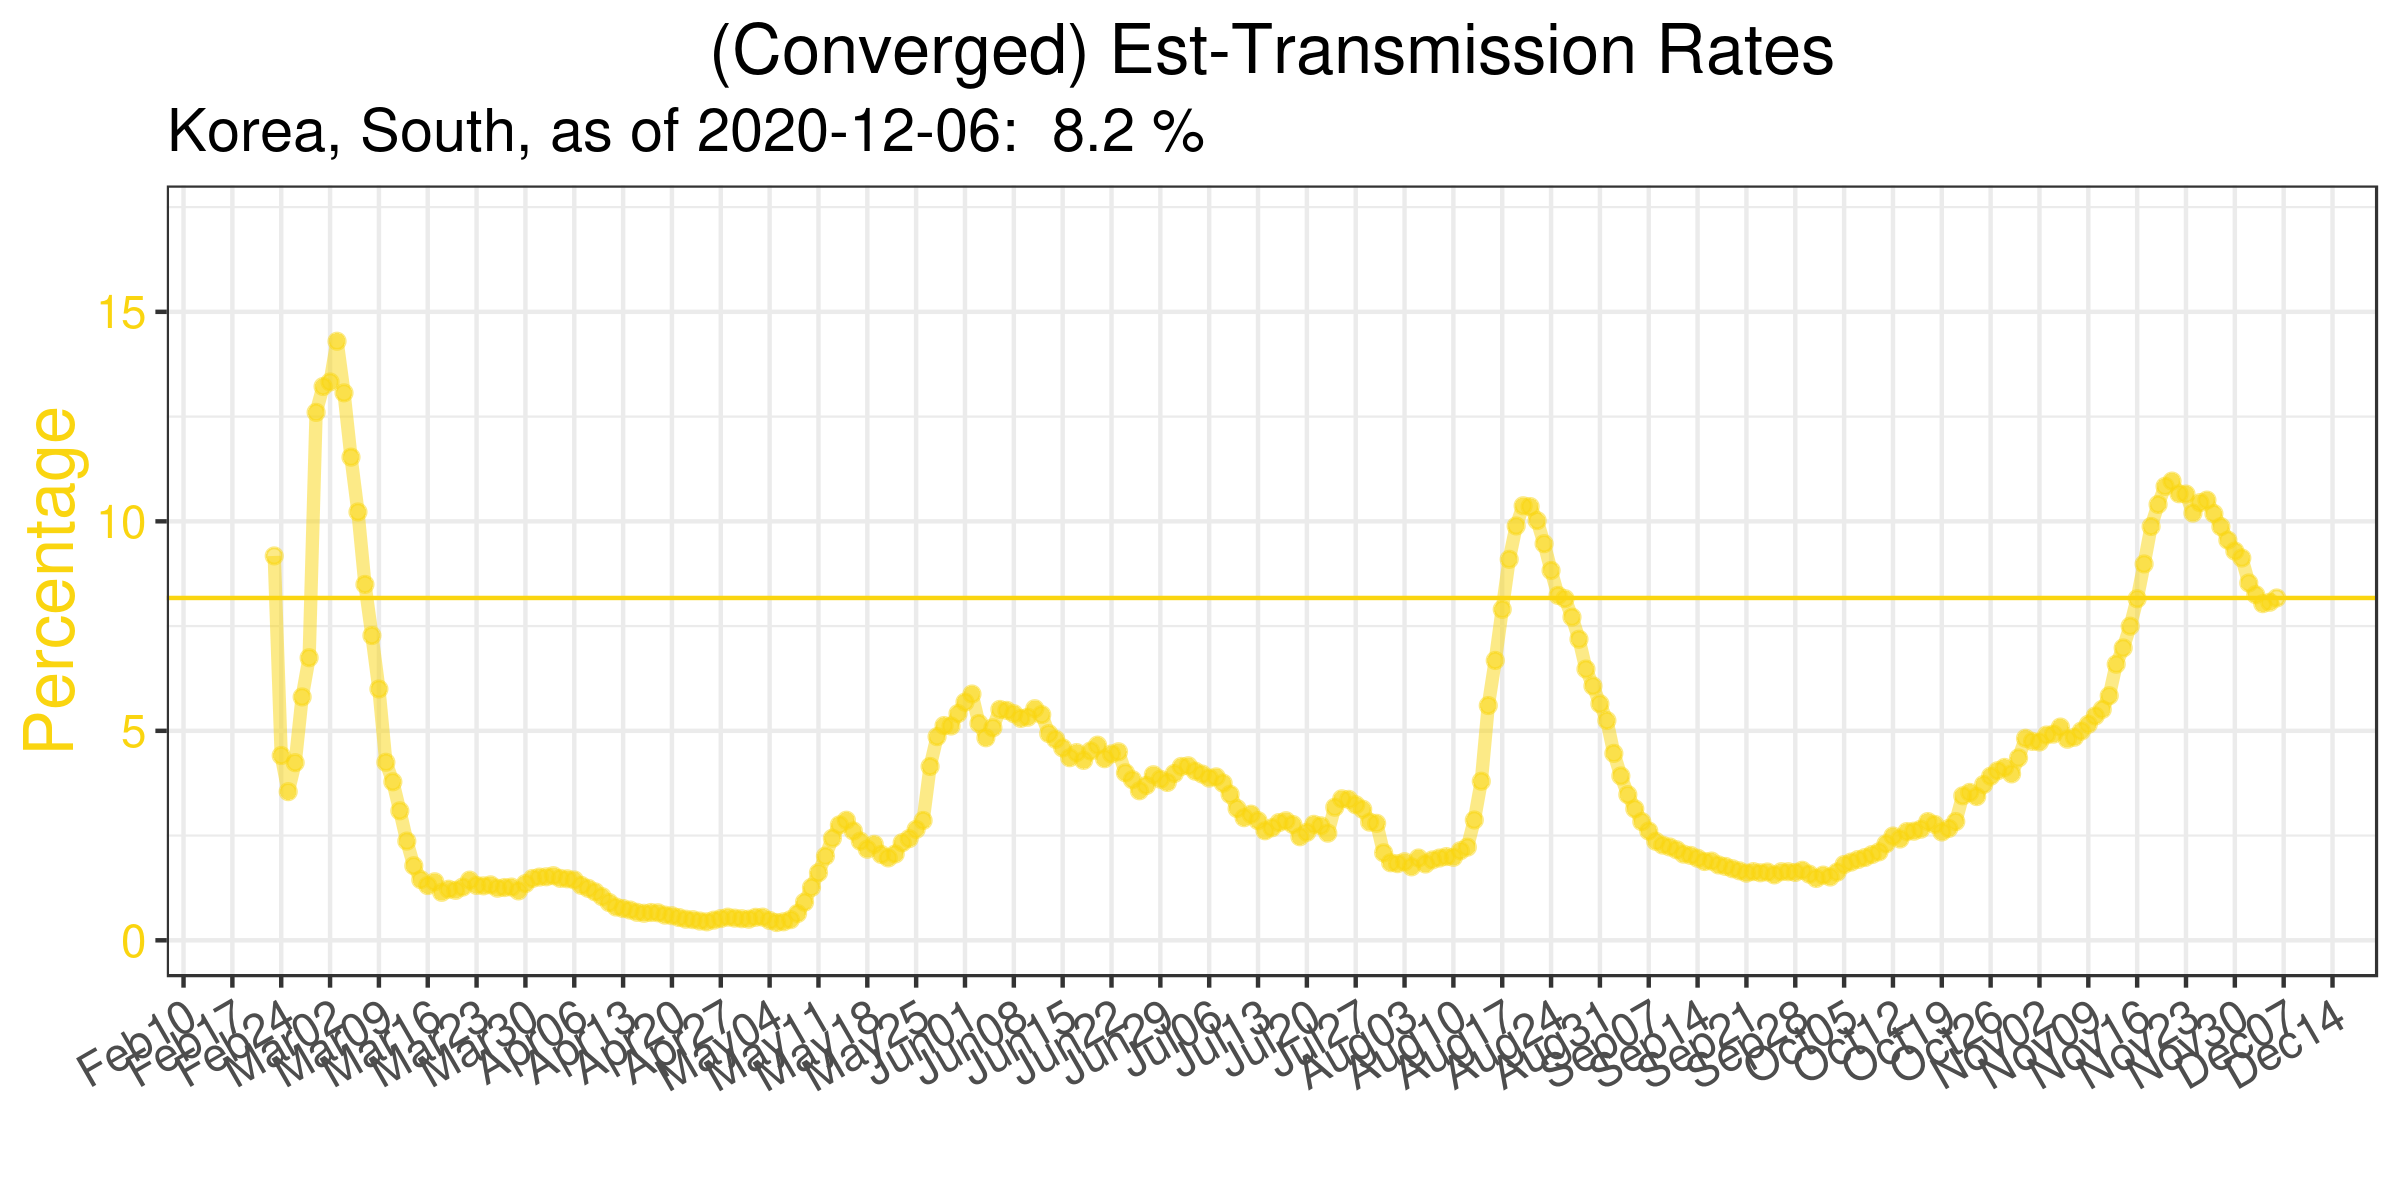 (Converged) Est-Transmission Rates
Korea, South, as of 2020-12-06:  8.2 %
Percentage
15
10
5
0
Feb10
Feb17
Feb24
Mar02
Mar09
Mar16
Mar23
Mar30
Apr06
Apr13
Apr20
Apr27
May04
May11
May18
May25
Jun01
Jun08
Jun15
Jun22
Jun29
Jul06
Jul13
Jul20
Jul27
Aug03
Aug10
Aug17
Aug24
Aug31
Sep07
Sep14
Sep21
Sep28
Oct05
Oct12
Oct19
Oct26
Nov02
Nov09
Nov16
Nov23
Nov30
Dec07
Dec14